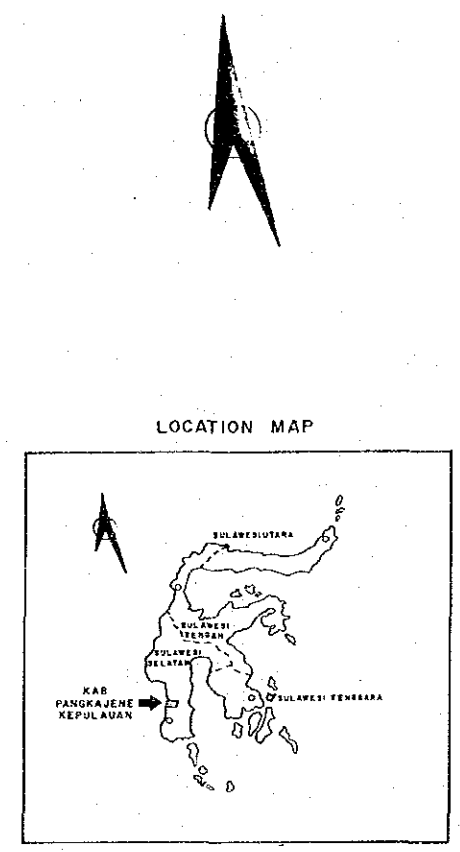 LOCATION MAP
SULAWESI UTARA
SULAWESI
TENGAH
SULAWESI
SELATAN
KAB
PANGKAJENE
KEPULAUAN
SULAWESI TENGGARA